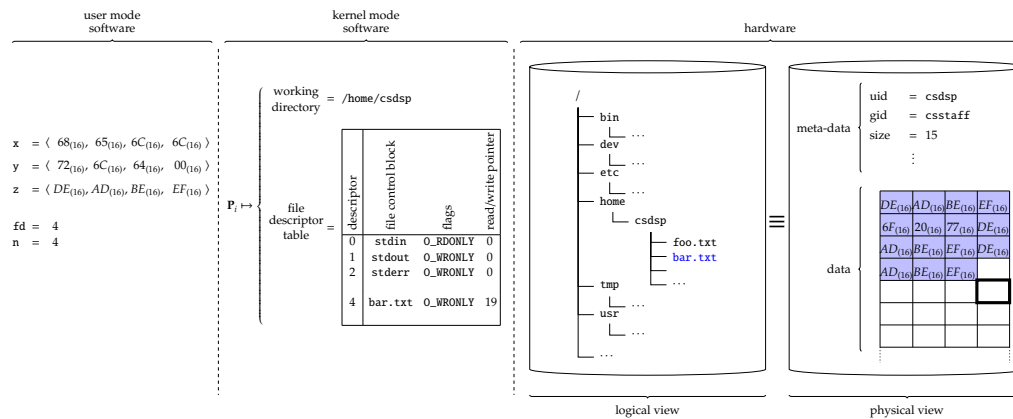 user mode
software
kernel mode
software
hardware
x = ⟨ 68(16), 65(16), 6C(16), 6C(16) ⟩
y = ⟨ 72(16), 6C(16), 64(16), 00(16) ⟩
z = ⟨ DE(16), AD(16), BE(16), EF(16) ⟩
fd = 4
n = 4
Pi ↦
working
directory = /home/csdsp
file
descriptor
table =
descriptor file control block flags read/write pointer
0 stdin O_RDONLY 0
1 stdout O_WRONLY 0
2 stderr O_WRONLY 0
4 bar.txt O_WRONLY 19
/
bin
...
dev
...
etc
...
home
csdsp
foo.txt
bar.txt
...
tmp
...
usr
...
...
≡
meta-data
uid = csdsp
gid = csstaff
size = 15
⋮
data
DE(16) AD(16) BE(16) EF(16)
6F(16) 20(16) 77(16) DE(16)
AD(16) BE(16) EF(16) DE(16)
AD(16) BE(16) EF(16)
logical view
physical view